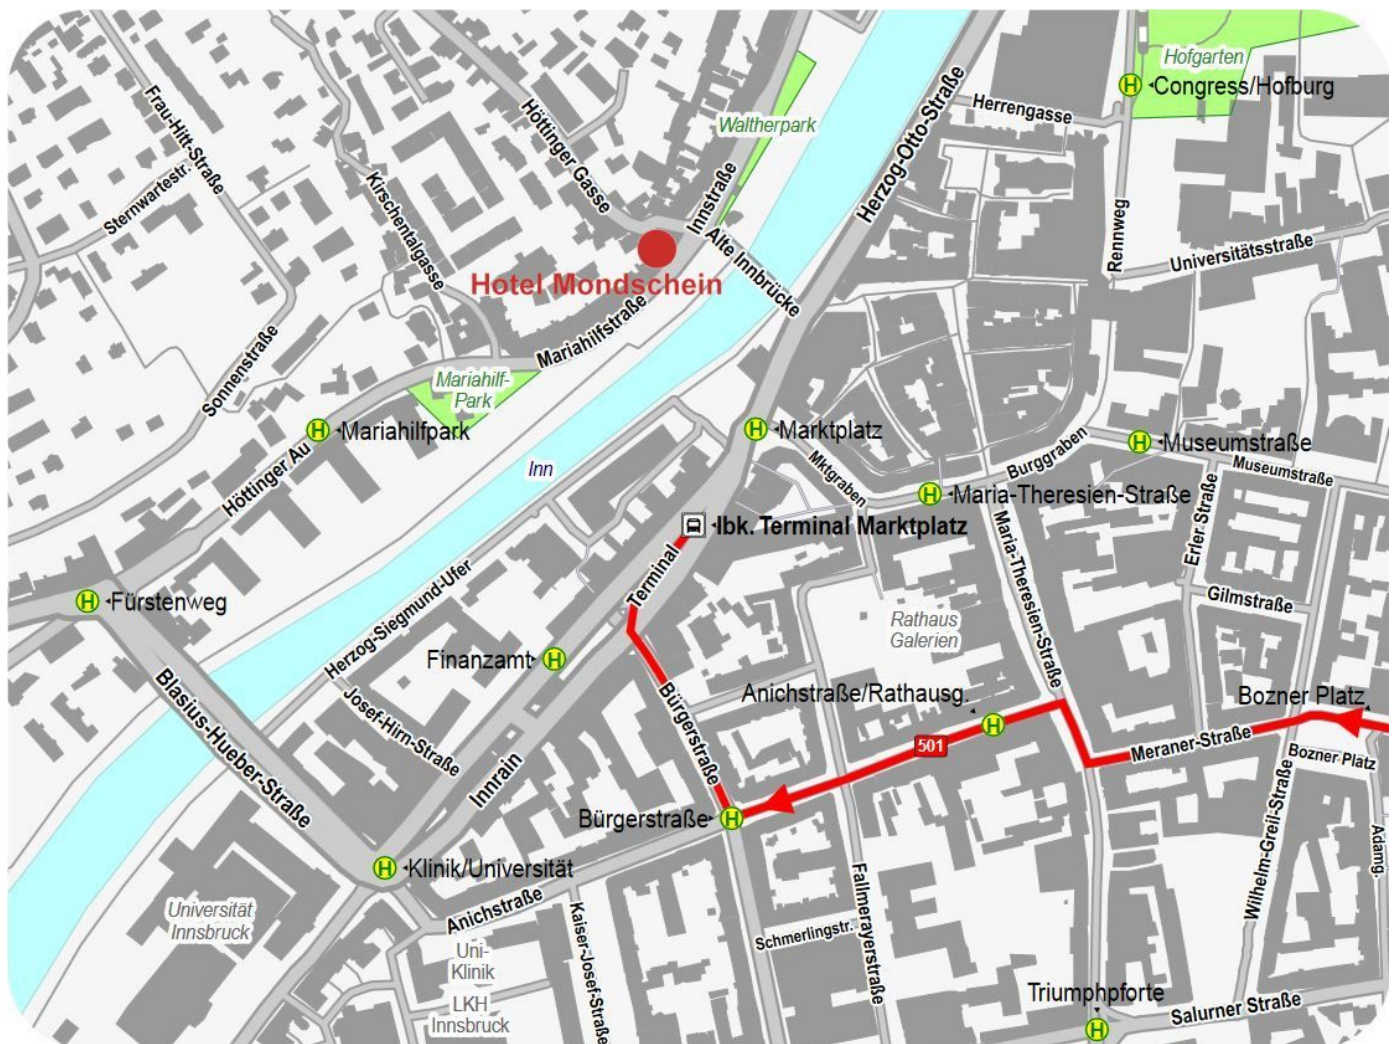 Hofgarten
Congress/Hofburg
Herrengasse
Waltherpark
Herzog-Otto-Straße
Höttinger Gasse
Frau-Hitt-Straße
Sternwartestr.
Kirschentalgasse
Innstraße
Alte Innbrücke
Rennweg
Universitätsstraße
Hotel Mondschein
Mariahilfstraße
Sonnenstraße
Mariahilf-
Park
Mariahilfpark
Höttinger Au
Inn
Marktplatz
Mktgraben
Burggraben
Museumstraße
Museumstraße
Maria-Theresien-Straße
Maria-Theresien-Straße
Erler Straße
Ibk. Terminal Marktplatz
Terminal
Fürstenweg
Herzog-Siegmund-Ufer
Gilmstraße
Rathaus
Galerien
Finanzamt
Blasius-Hueber-Straße
Josef-Hirn-Straße
Bürgerstraße
Anichstraße/Rathausg.
Bozner Platz
501
Meraner-Straße
Bozner Platz
Innrain
Bürgerstraße
Wilhelm-Greil-Straße
Adamg.
Klinik/Universität
Universität
Innsbruck
Anichstraße
Uni-
Klinik
LKH
Innsbruck
Kaiser-Josef-Straße
Schmerlingstr.
Fallmerayerstraße
Triumphpforte
Salurner Straße
H
H
H
H
H
H
H
H
H
H
H